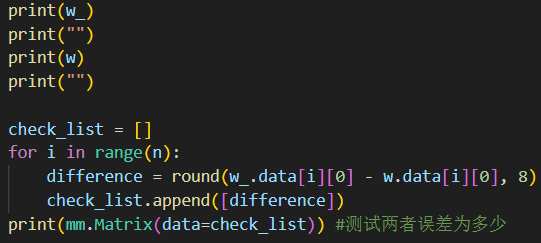 print(w_)
print("")
print(w)
print("")

check_list = []
for i in range(n):
    difference = round(w_.data[i][0] - w.data[i][0], 8)
    check_list.append([difference])
print(mm.Matrix(data=check_list)) #测试两者误差为多少